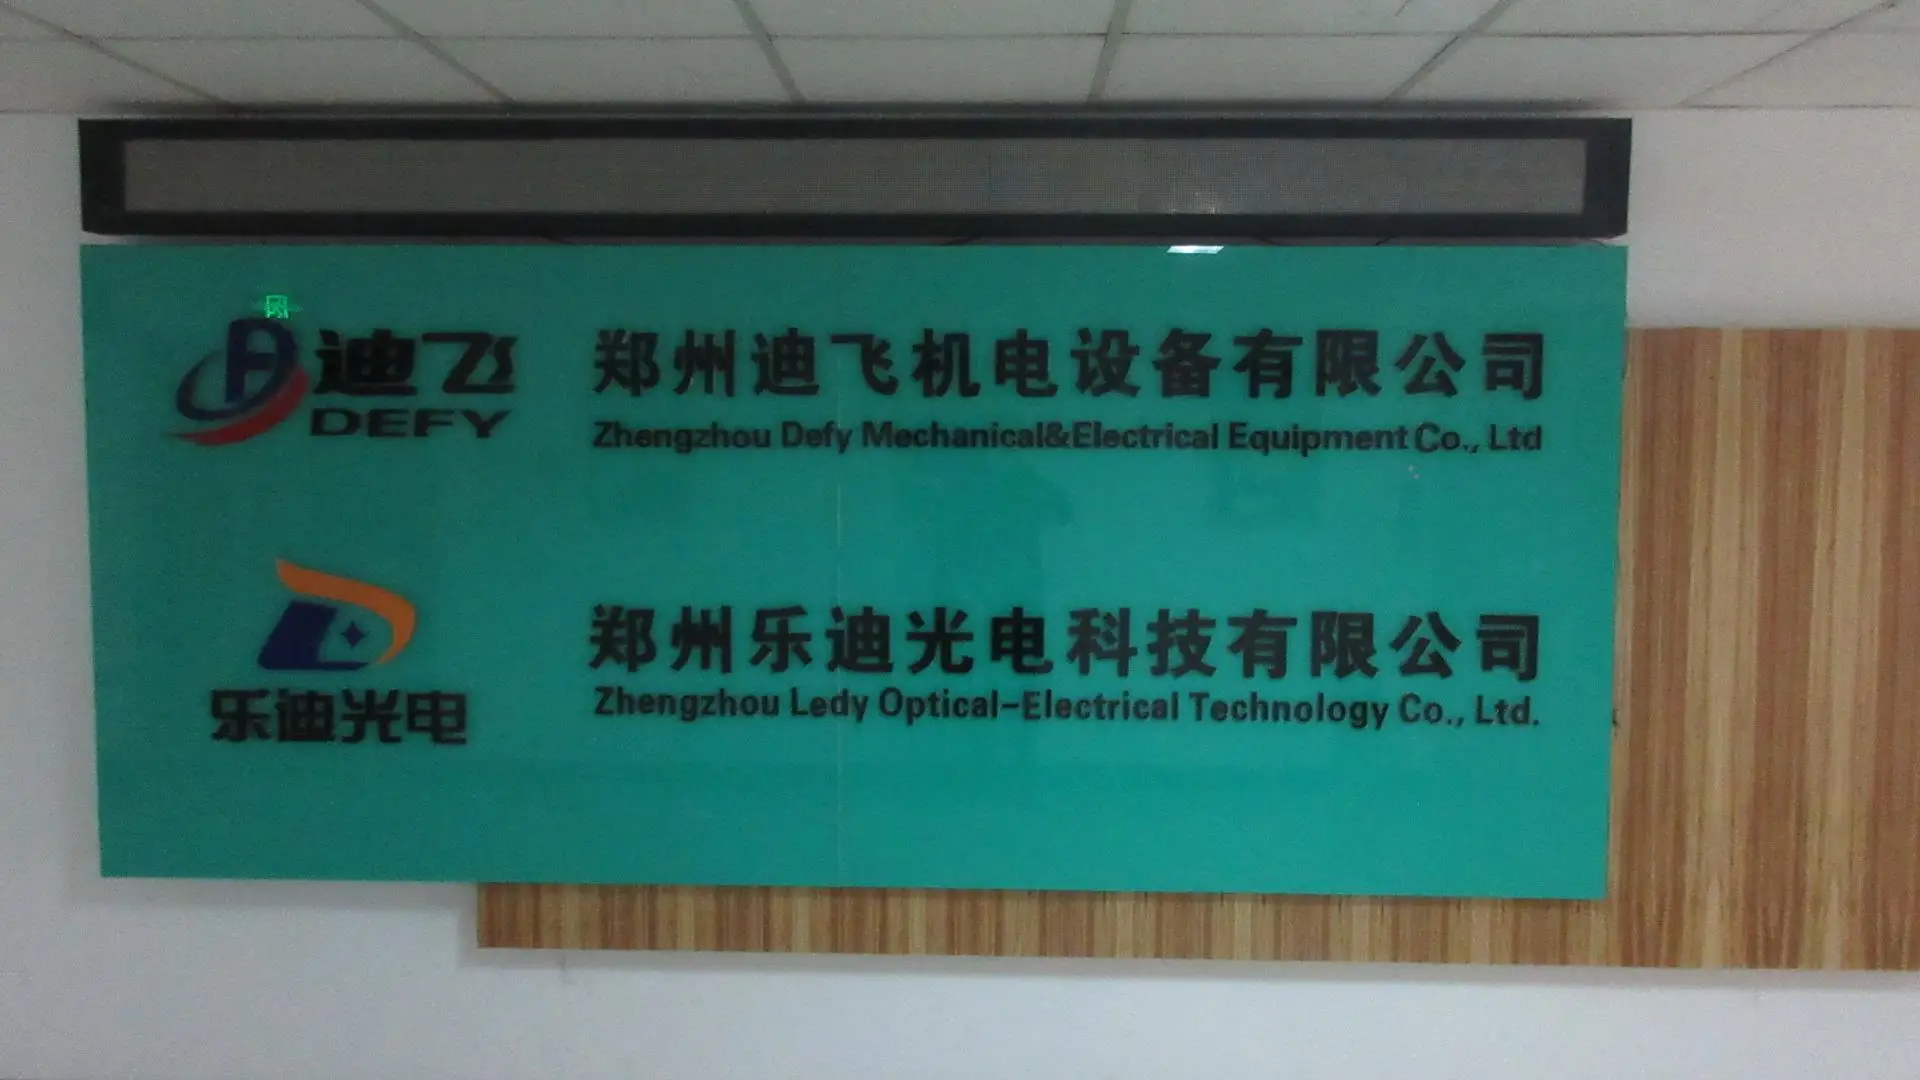 迪飞
DEFY
郑州迪飞机电设备有限公司
Zhengzhou Defy Mechanical&Electrical Equipment Co., Ltd
乐迪光电
郑州乐迪光电科技有限公司
Zhengzhou Ledy Optical-Electrical Technology Co., Ltd.